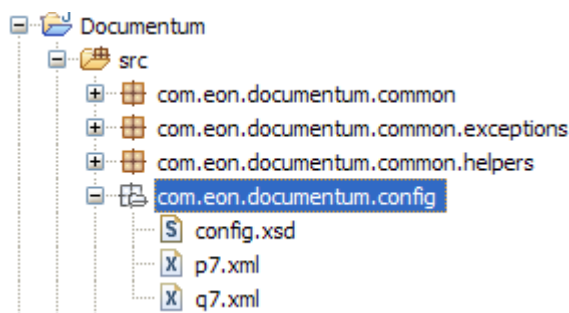 Documentum
src
com.eon.documentum.common
com.eon.documentum.common.exceptions
com.eon.documentum.common.helpers
com.eon.documentum.config
config.xsd
p7.xml
q7.xml